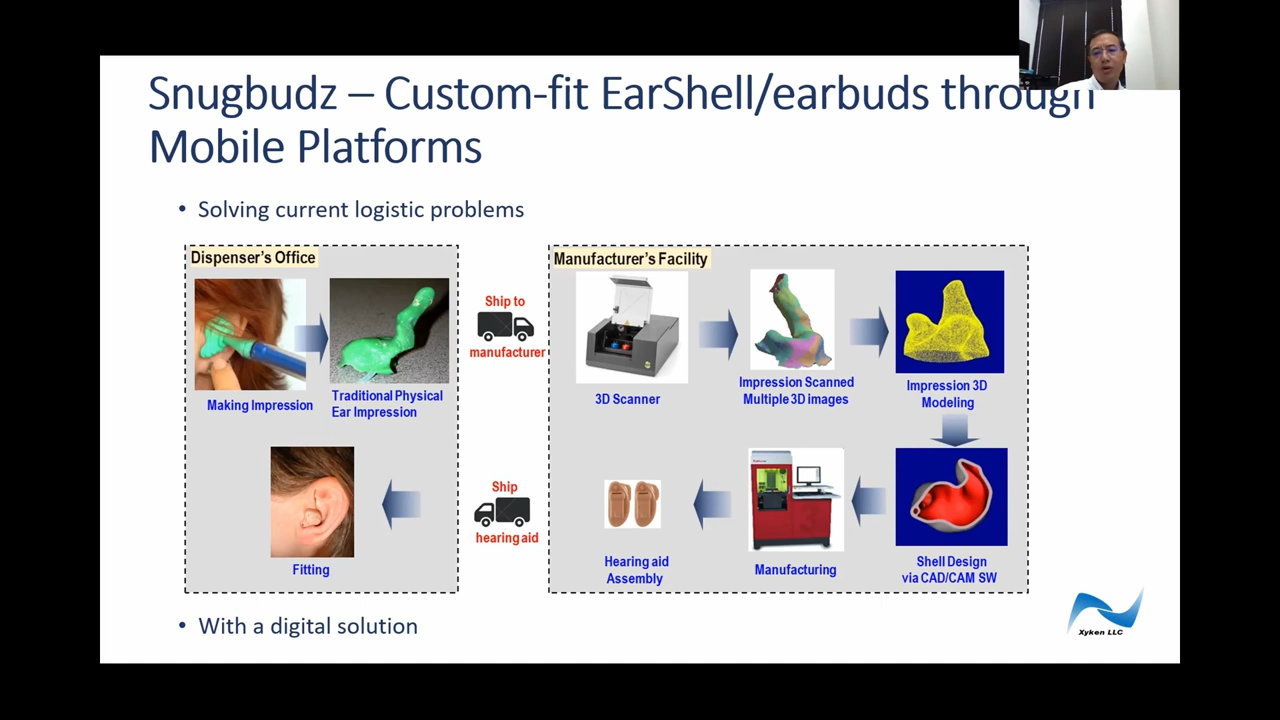 Snugbudz – Custom-fit EarShell/earbuds through
Mobile Platforms
• Solving current logistic problems
Dispenser's Office
Making Impression
Traditional Physical
Ear Impression
Ship to
manufacturer
Manufacturer's Facility
3D Scanner
Impression Scanned
Multiple 3D images
Impression 3D
Modeling
Fitting
Ship
hearing aid
Hearing aid
Assembly
Manufacturing
Shell Design
via CAD/CAM SW
• With a digital solution
Xyken LLC